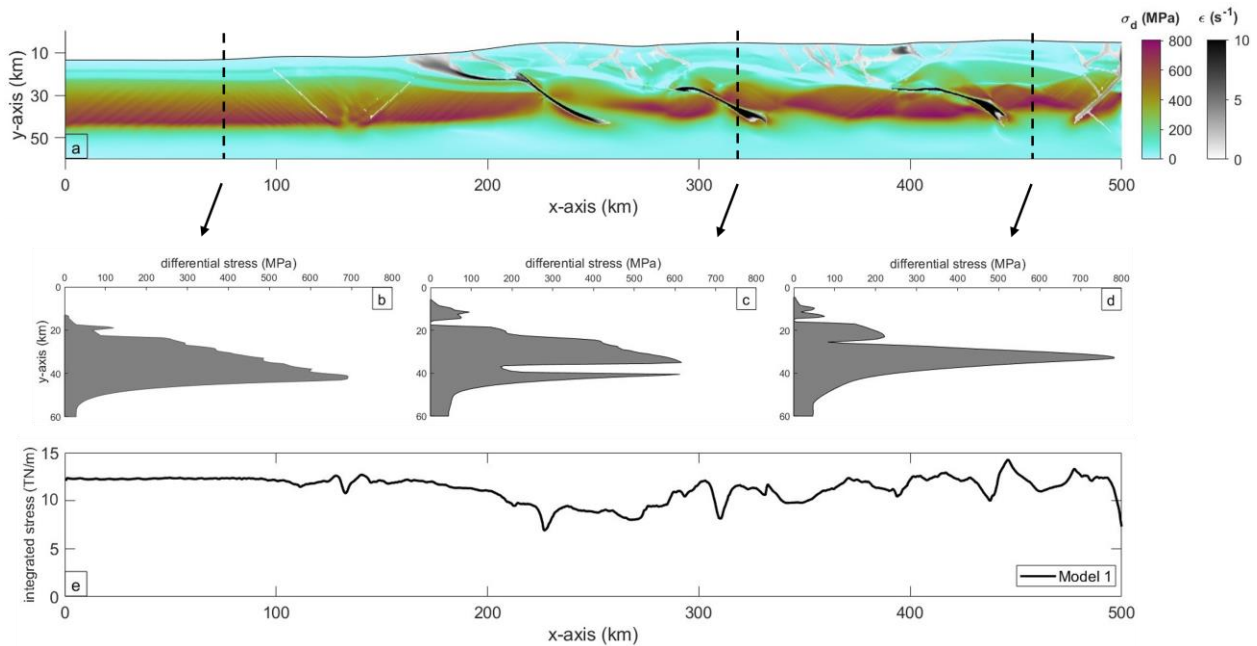 σd (MPa) ϵ (s-1)
y-axis (km)
10
30
50
a
0 100 200 300 400 500
x-axis (km)
800
600
400
200
0
10
5
0
differential stress (MPa)
0 100 200 300 400 500 600 700 800
b
y-axis (km)
0
20
40
60
differential stress (MPa)
0 100 200 300 400 500 600 700 800
c
0
20
40
60
differential stress (MPa)
0 100 200 300 400 500 600 700 800
d
0
20
40
60
integrated stress (TN/m)
15
10
5
0
e
Model 1
0 100 200 300 400 500
x-axis (km)